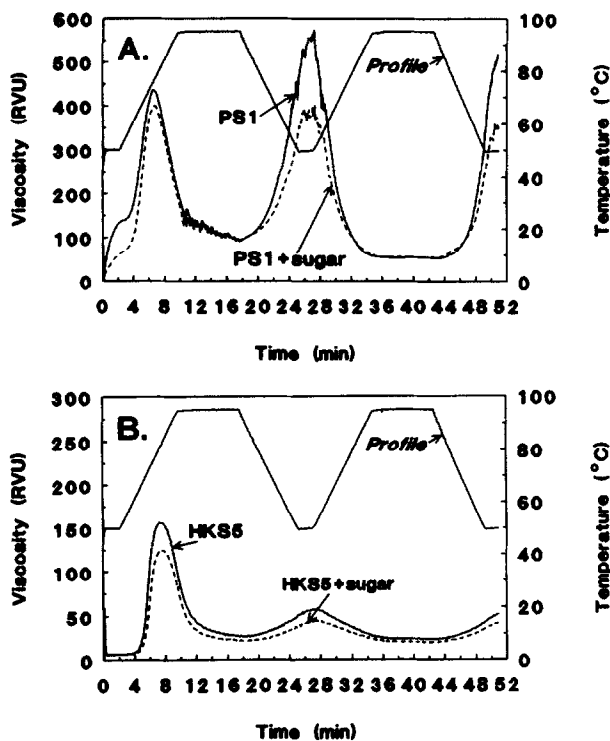 A.
Viscosity (RVU)
600
500
400
300
200
100
0
PS1
PS1+sugar
Profile
100
80
60
40
20
0
Temperature (°C)
0 4 8 12 16 20 24 28 32 36 40 44 48 52
Time (min)
B.
Viscosity (RVU)
300
250
200
150
100
50
0
HKS5
HKS5+sugar
Profile
100
80
60
40
20
0
Temperature (°C)
0 4 8 12 16 20 24 28 32 36 40 44 48 52
Time (min)